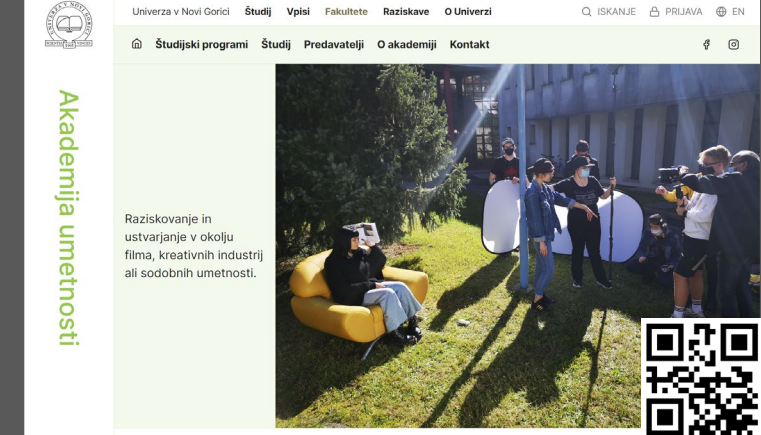 Univerza v Novi Gorici Študij Vpisi Fakultete Raziskave O Univerzi ISKANJE PRIJAVA EN
Študijski programi Študij Predavatelji O akademiji Kontakt
Akademija umetnosti
Raziskovanje in
ustvarjanje v okolju
filma, kreativnih industrij
ali sodobnih umetnosti.